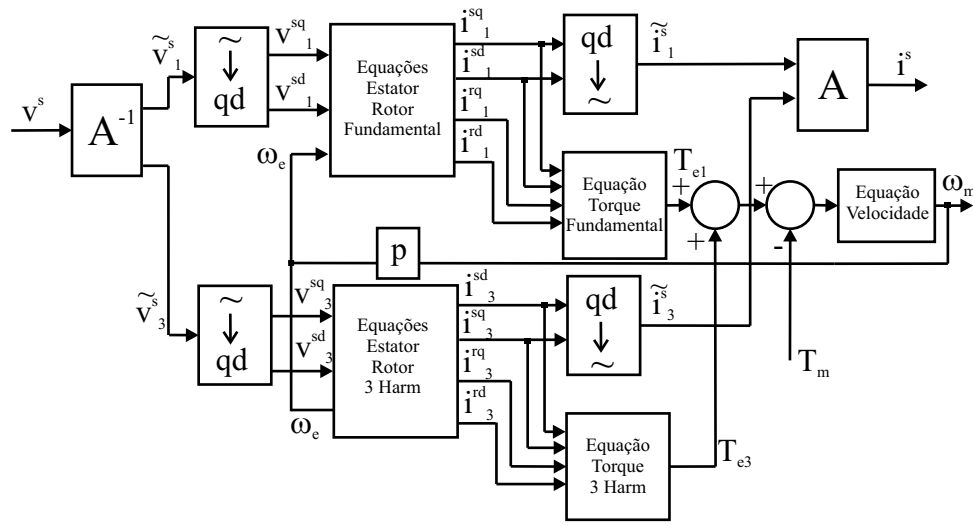 v^s
A^-1
ṽ^s_1
~
qd
v^sq_1
v^sd_1
ω_e
Equações
Estator
Rotor
Fundamental
i^sq_1
i^sd_1
i^rq_1
i^rd_1
qd
~
ĩ^s_1
A
i^s
Equação
Torque
Fundamental
T_e1
+
+
+
-
T_m
Equação
Velocidade
ω_m
p
ṽ^s_3
~
qd
v^sq_3
v^sd_3
ω_e
Equações
Estator
Rotor
3 Harm
i^sd_3
i^sq_3
i^rq_3
i^rd_3
qd
~
ĩ^s_3
Equação
Torque
3 Harm
T_e3